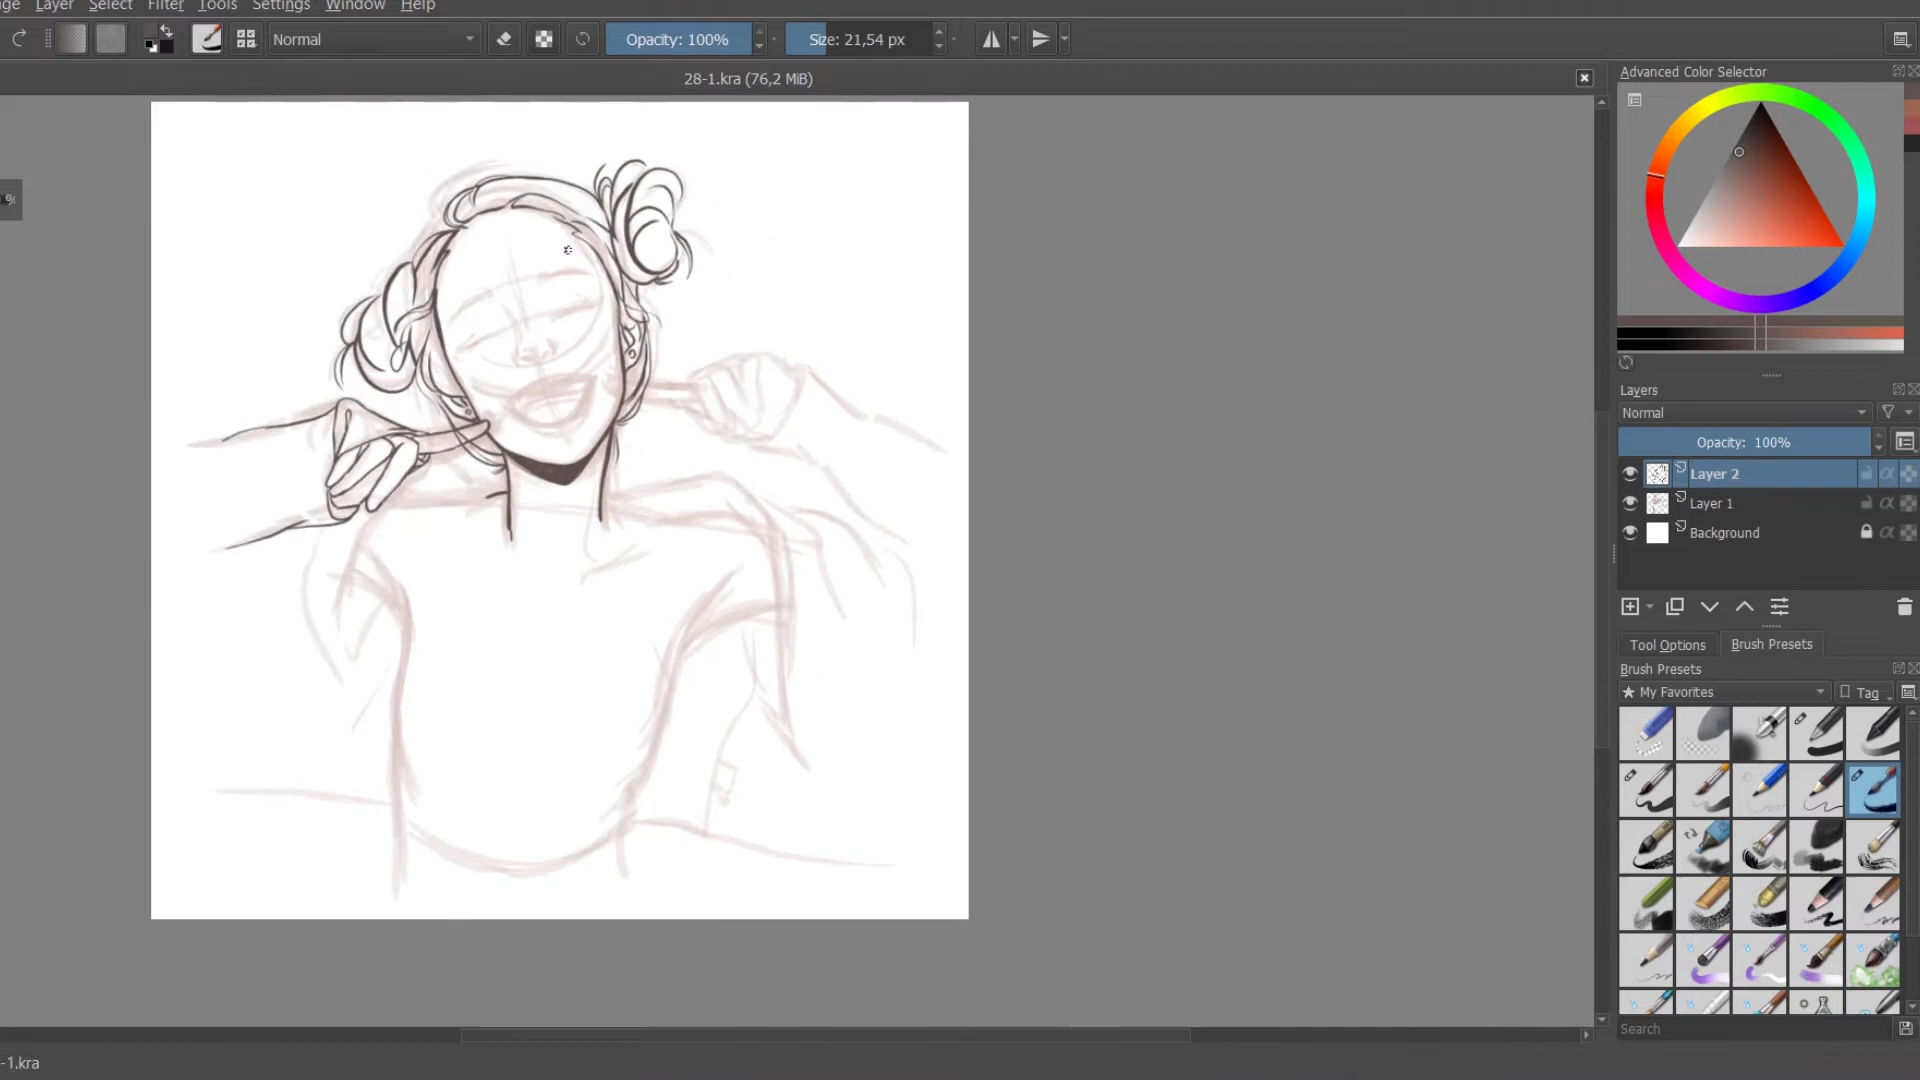 ge Layer Select Filter Tools Settings Window Help
Normal Opacity: 100% Size: 21,54 px
28-1.kra (76,2 MiB)
Advanced Color Selector
%
Layers
Normal
Opacity: 100%
Layer 2
Layer 1
Background
Tool Options Brush Presets
Brush Presets
★ My Favorites Tag
Search
-1.kra